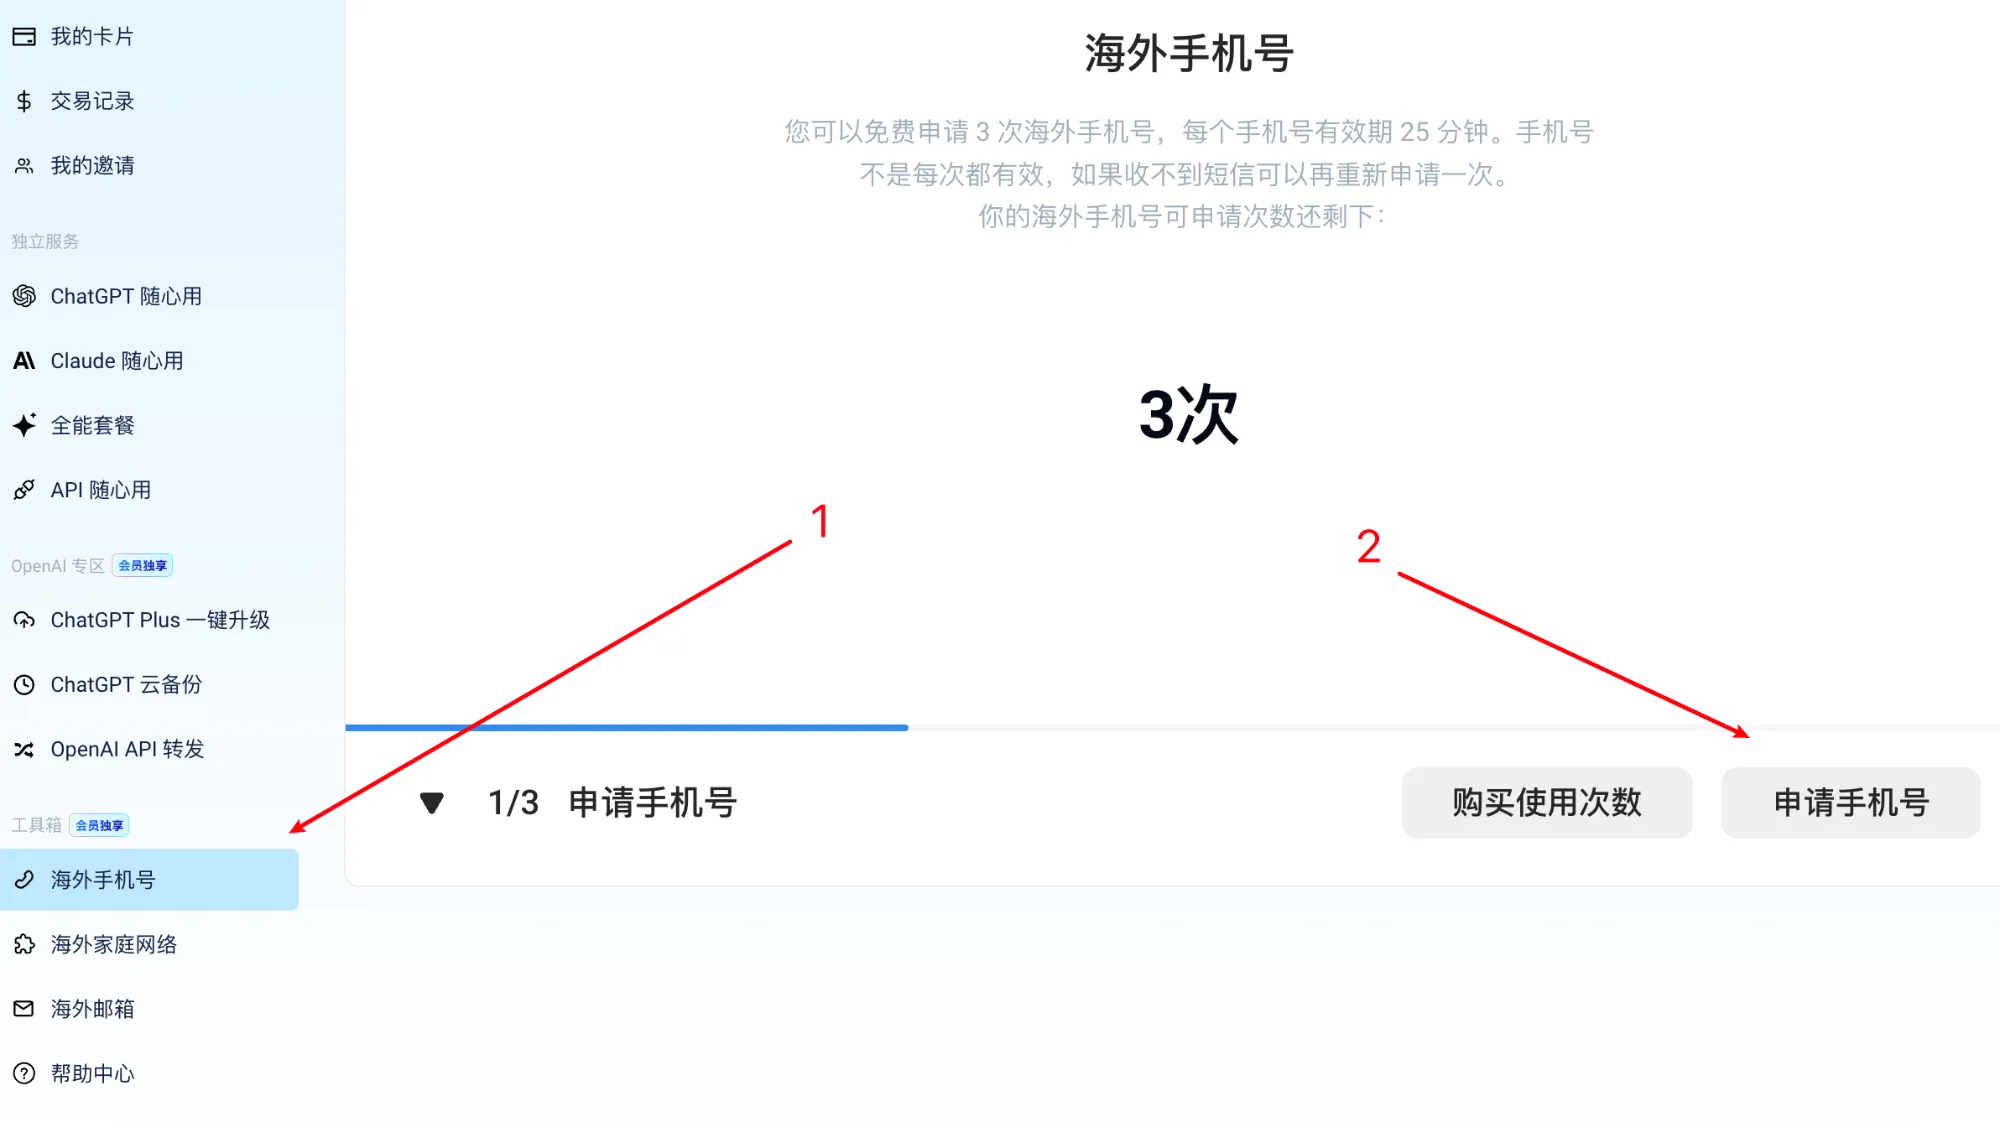 我的卡片
交易记录
我的邀请
独立服务
ChatGPT 随心用
Claude 随心用
全能套餐
API 随心用
OpenAI 专区 会员独享
ChatGPT Plus 一键升级
ChatGPT 云备份
OpenAI API 转发
工具箱 会员独享
海外手机号
海外家庭网络
海外邮箱
帮助中心
海外手机号
您可以免费申请 3 次海外手机号，每个手机号有效期 25 分钟。手机号
不是每次都有效，如果收不到短信可以再重新申请一次。
你的海外手机号可申请次数还剩下：
3次
1
2
1/3 申请手机号
购买使用次数
申请手机号